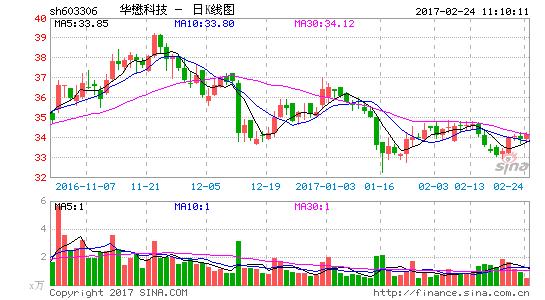 sh603306 华懋科技 - 日K线图 2017-02-24 11:10:11
MA5:33.85 MA10:33.80 MA30:34.12
40
39
38
37
36
35
34
33
32
sina
2016-11-07 11-21 12-05 12-19 2017-01-03 01-16 02-03 02-13 02-24
6
MA5:1 MA10:1 MA30:1
4
2
x万 0
Copyright 2017 SINA.COM http://finance.sina.com.cn